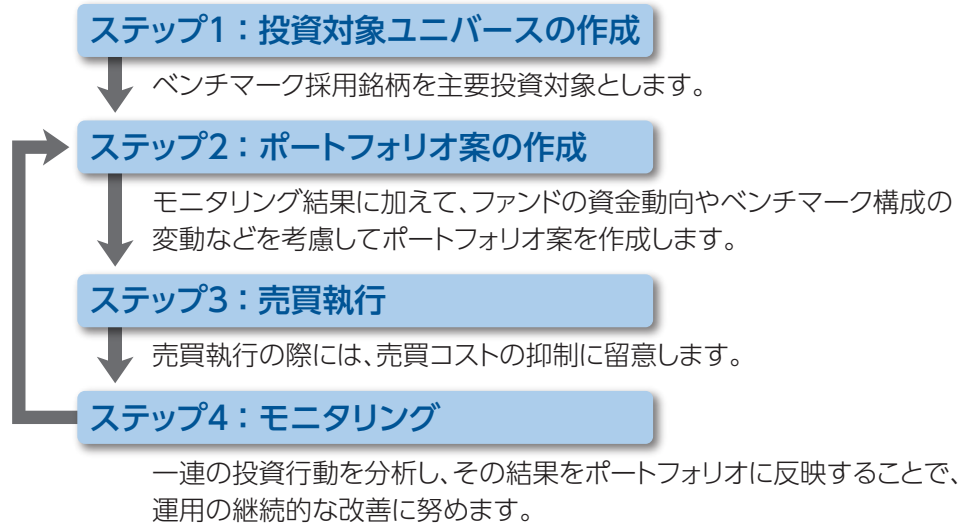 ステップ1：投資対象ユニバースの作成
ベンチマーク採用銘柄を主要投資対象とします。
ステップ2：ポートフォリオ案の作成
モニタリング結果に加えて、ファンドの資金動向やベンチマーク構成の
変動などを考慮してポートフォリオ案を作成します。
ステップ3：売買執行
売買執行の際には、売買コストの抑制に留意します。
ステップ4：モニタリング
一連の投資行動を分析し、その結果をポートフォリオに反映することで、
運用の継続的な改善に努めます。